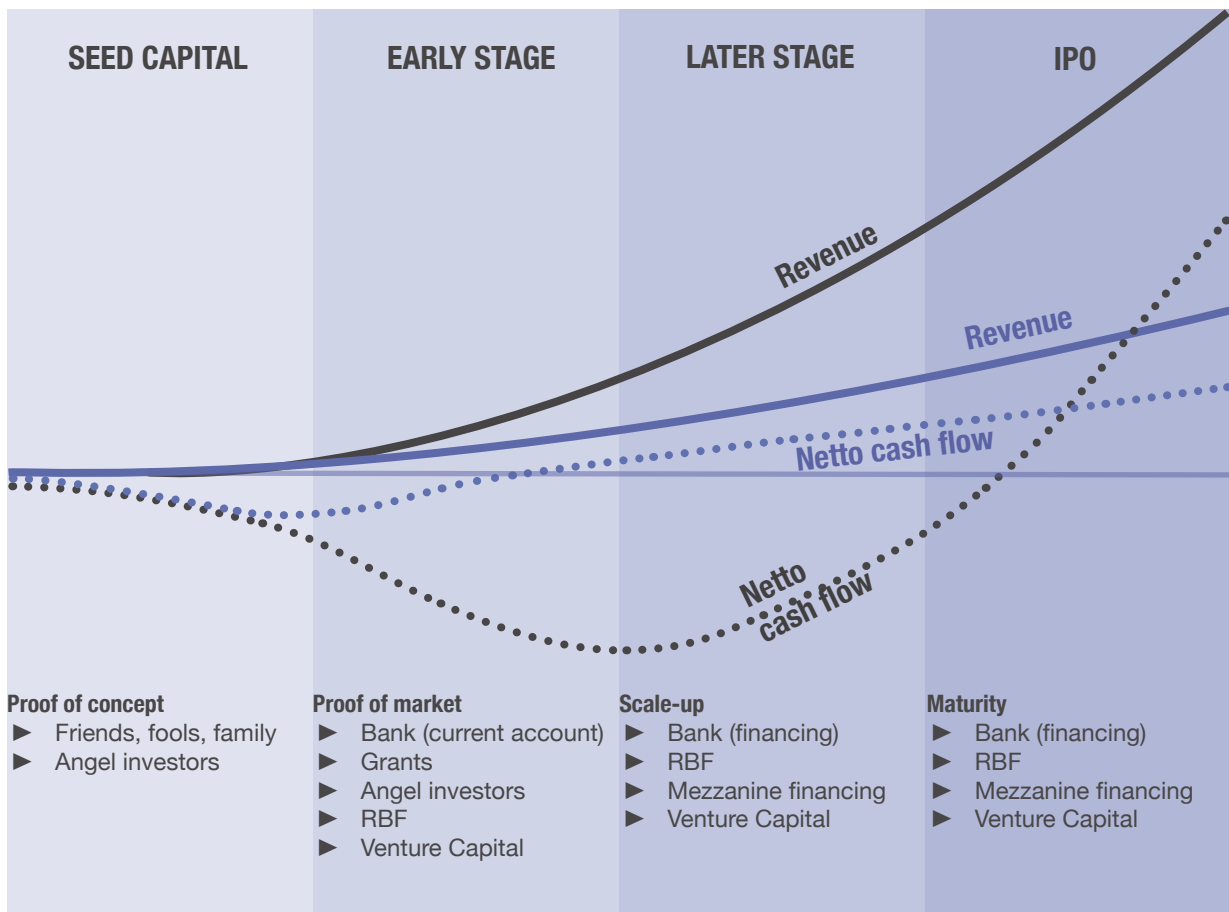 SEED CAPITAL
EARLY STAGE
LATER STAGE
IPO
Revenue
Revenue
Netto cash flow
Netto
cash flow
Proof of concept
► Friends, fools, family
► Angel investors
Proof of market
► Bank (current account)
► Grants
► Angel investors
► RBF
► Venture Capital
Scale-up
► Bank (financing)
► RBF
► Mezzanine financing
► Venture Capital
Maturity
► Bank (financing)
► RBF
► Mezzanine financing
► Venture Capital